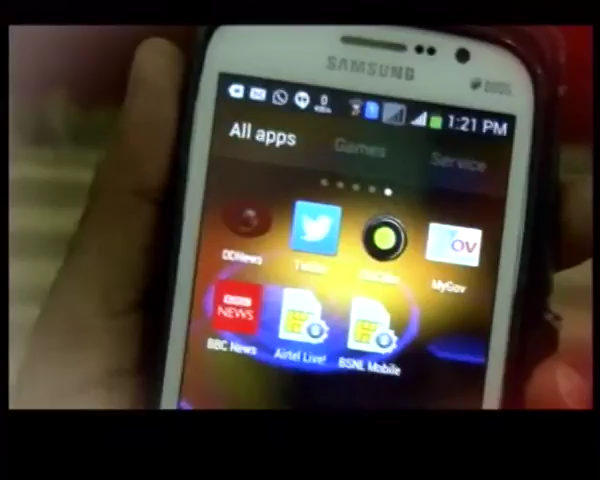 SAMSUNG
DUOS
1:21 PM
All apps
Games
Service
DDNews
Twitter
MyGov
OV
BBC
NEWS
BBC News
Airtel Live!
BSNL Mobile